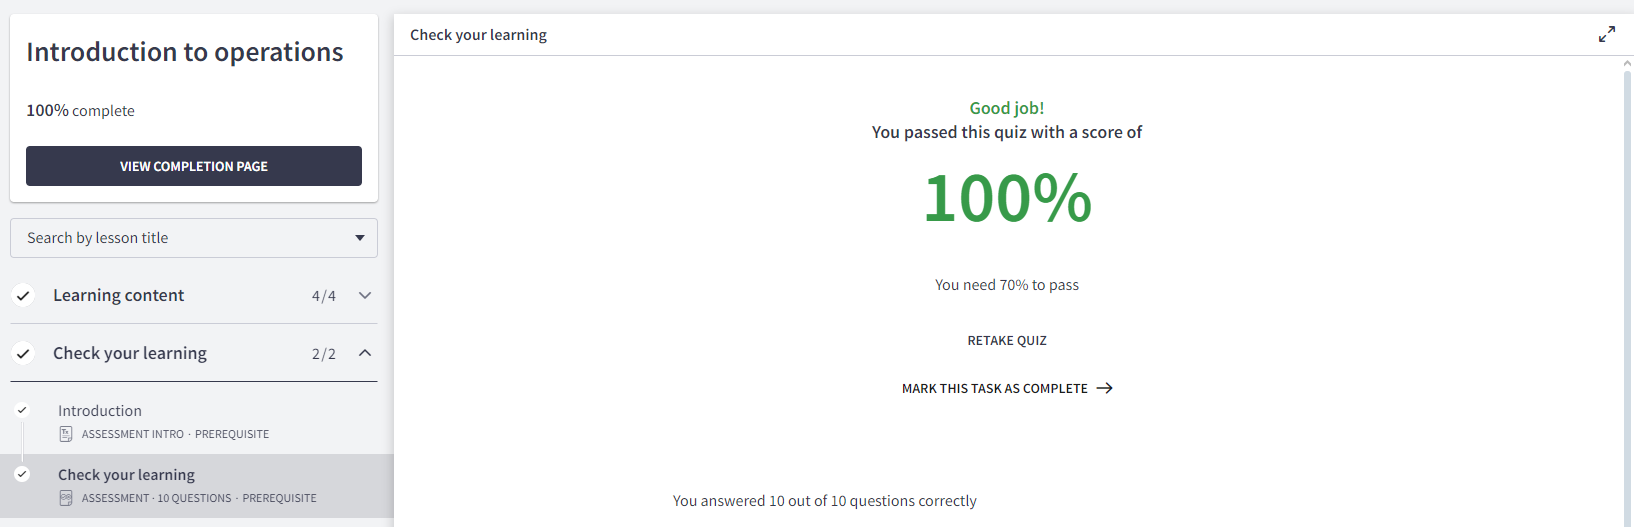 Introduction to operations
100% complete
VIEW COMPLETION PAGE
Search by lesson title
Learning content 4/4
Check your learning 2/2
Introduction
ASSESSMENT INTRO · PREREQUISITE
Check your learning
ASSESSMENT · 10 QUESTIONS · PREREQUISITE
Check your learning
Good job!
You passed this quiz with a score of
100%
You need 70% to pass
RETAKE QUIZ
MARK THIS TASK AS COMPLETE
You answered 10 out of 10 questions correctly